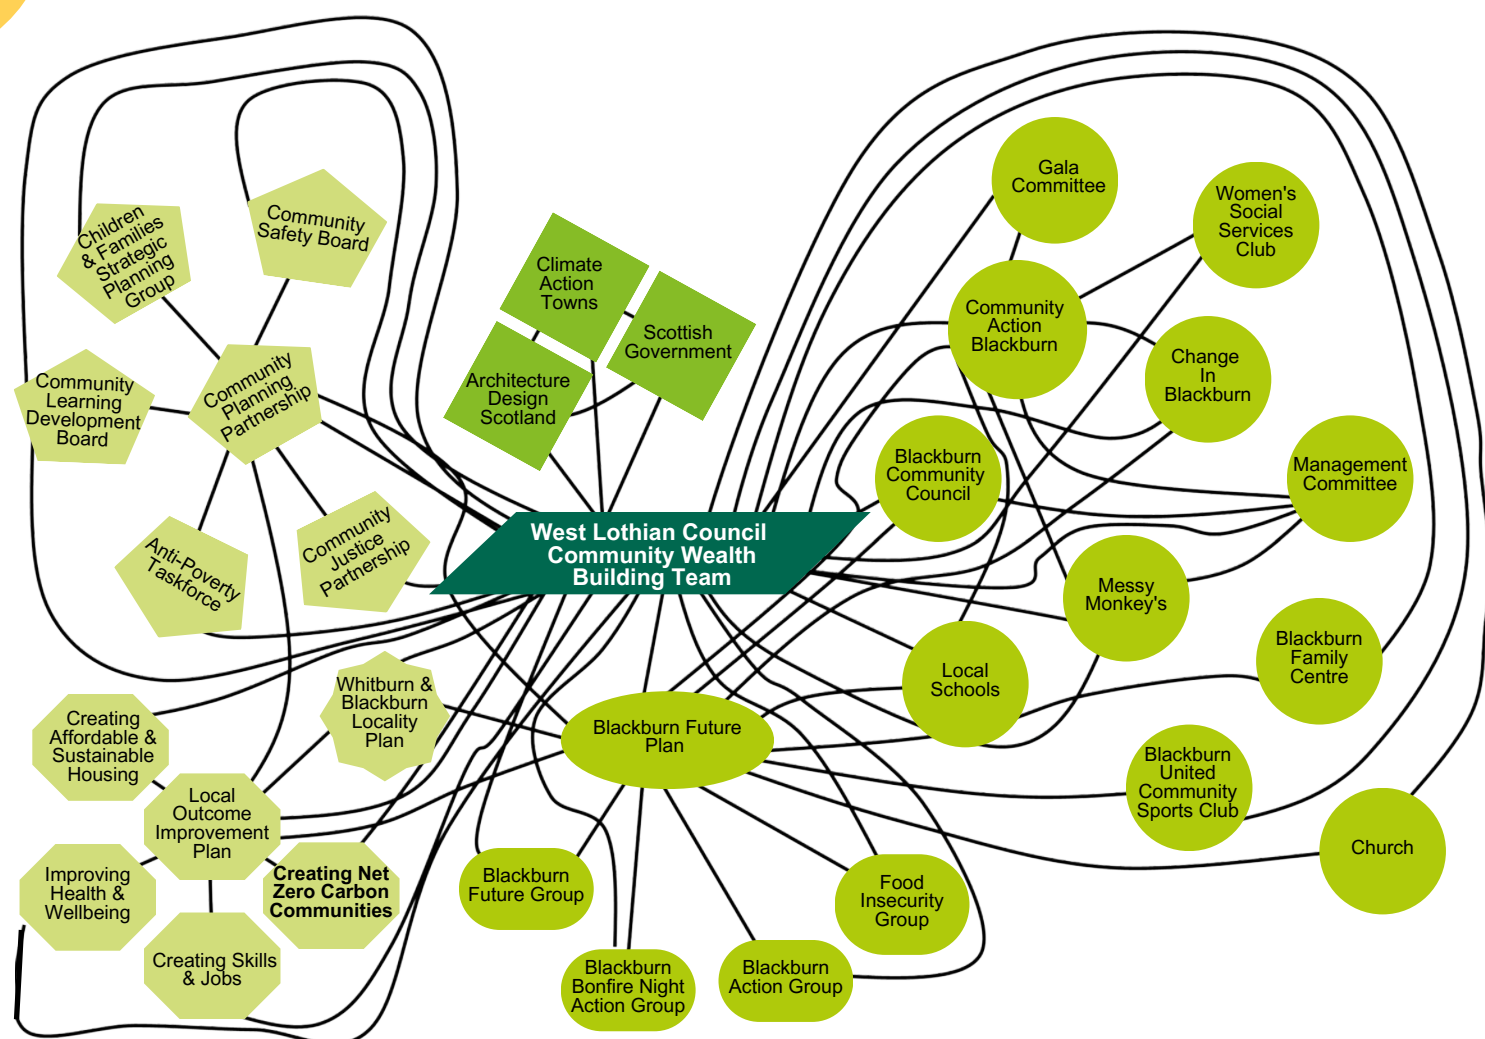 Children
& Families
Strategic
Planning
Group
Community
Safety Board
Community
Learning
Development
Board
Community
Planning
Partnership
Anti-Poverty
Taskforce
Community
Justice
Partnership
Climate
Action
Towns
Scottish
Government
Architecture
Design
Scotland
West Lothian Council
Community Wealth
Building Team
Gala
Committee
Women's
Social
Services
Club
Community
Action
Blackburn
Change
In
Blackburn
Blackburn
Community
Council
Management
Committee
Messy
Monkey's
Local
Schools
Blackburn
Family
Centre
Blackburn
United
Community
Sports Club
Church
Whitburn &
Blackburn
Locality
Plan
Blackburn Future
Plan
Creating
Affordable &
Sustainable
Housing
Local
Outcome
Improvement
Plan
Improving
Health &
Wellbeing
Creating Net
Zero Carbon
Communities
Creating Skills
& Jobs
Blackburn
Future Group
Blackburn
Bonfire Night
Action Group
Blackburn
Action Group
Food
Insecurity
Group